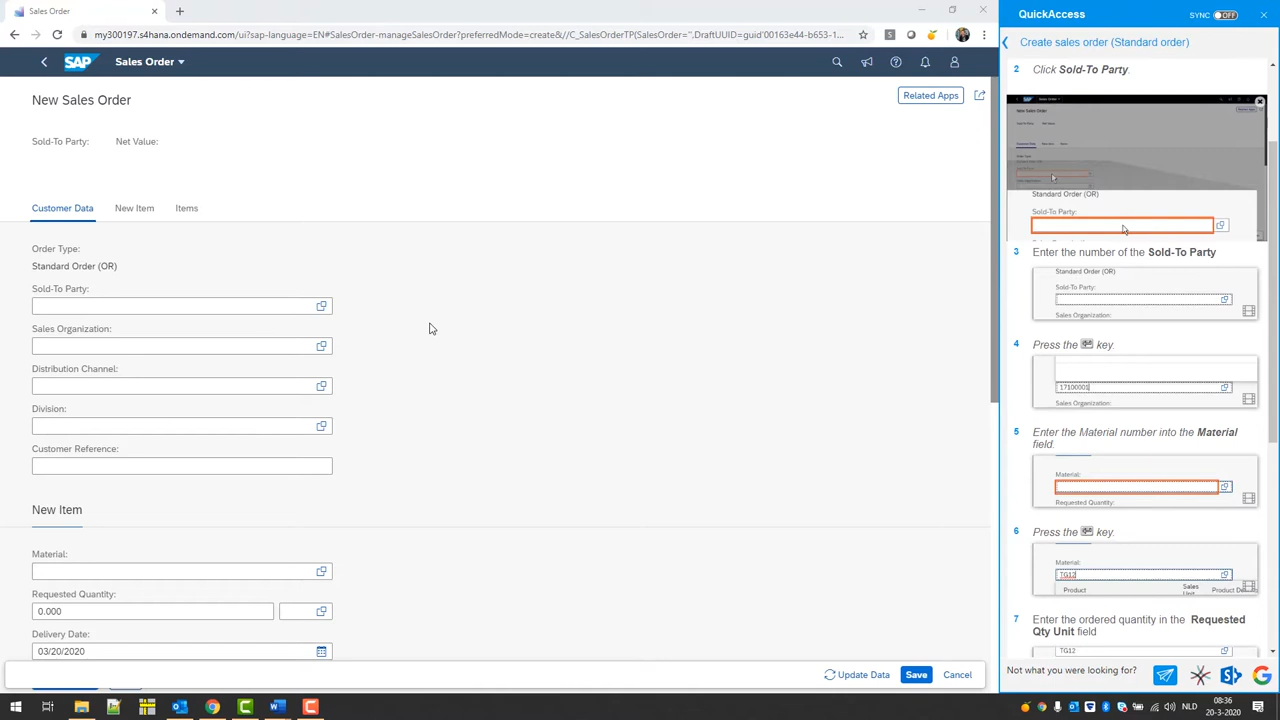 Sales Order
my300197.s4hana.ondemand.com/ui?sap-language=EN#SalesOrder-manageSalesOrder?preferredMode=create&//C_SalesOrderTP(SalesOrder='',DraftUUID=guid'00163e44-b653-1...
SAP
Sales Order
New Sales Order
Related Apps
Sold-To Party:
Net Value:
Customer Data
New Item
Items
Order Type:
Standard Order (OR)
Sold-To Party:
Sales Organization:
Distribution Channel:
Division:
Customer Reference:
New Item
Material:
Requested Quantity:
0.000
Delivery Date:
03/20/2020
Update Data
Save
Cancel
QuickAccess
SYNC OFF
Create sales order (Standard order)
2 Click Sold-To Party.
Standard Order (OR)
Sold-To Party:
3 Enter the number of the Sold-To Party
Standard Order (OR)
Sold-To Party:
Sales Organization:
4 Press the key.
17100001
Sales Organization:
5 Enter the Material number into the Material
field.
Material:
Requested Quantity:
6 Press the key.
Material:
TG12
Product
Sales
Unit
7 Enter the ordered quantity in the Requested
Qty Unit field
TG12
Not what you were looking for?
NLD
08:36
20-3-2020